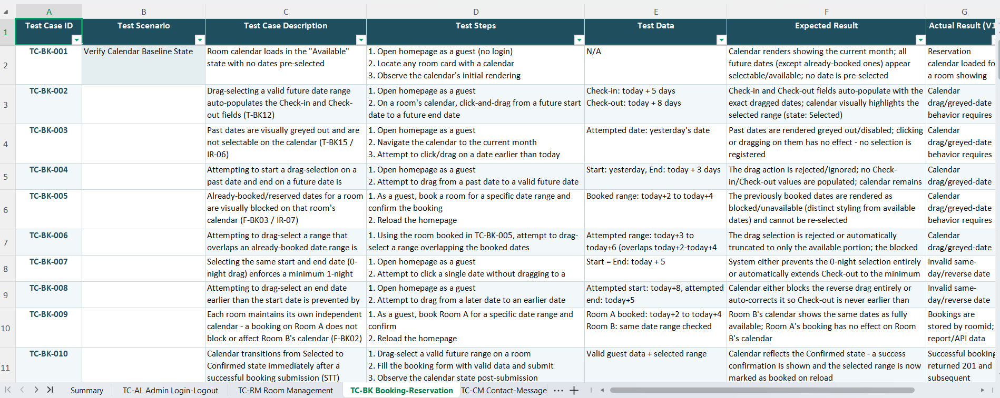 A B C D E F G
1 Test Case ID Test Scenario Test Case Description Test Steps Test Data Expected Result Actual Result (V1
2 TC-BK-001 Verify Calendar Baseline State
Room calendar loads in the "Available"
state with no dates pre-selected
1. Open homepage as a guest (no login)
2. Locate any room card with a calendar
3. Observe the calendar's initial rendering
N/A
Calendar renders showing the current month; all
future dates (except already-booked ones) appear
selectable/available; no date is pre-selected
Reservation
calendar loaded fo
a room showing
3 TC-BK-002
Drag-selecting a valid future date range
auto-populates the Check-in and Check-
out fields (T-BK12)
1. Open homepage as a guest
2. On a room's calendar, click-and-drag from a future start
date to a future end date
Check-in: today + 5 days
Check-out: today + 8 days
Check-in and Check-out fields auto-populate with the
exact dragged dates; calendar visually highlights the
selected range (state: Selected)
Calendar
drag/greyed-date
behavior requires
4 TC-BK-003
Past dates are visually greyed out and are
not selectable on the calendar (T-BK15 /
IR-06)
1. Open homepage as a guest
2. Navigate the calendar to the current month
3. Attempt to click/drag on a date earlier than today
Attempted date: yesterday's date
Past dates are rendered greyed out/disabled; clicking
or dragging on them has no effect - no selection is
registered
Calendar
drag/greyed-date
behavior requires
5 TC-BK-004
Attempting to start a drag-selection on a
past date and end on a future date is
1. Open homepage as a guest
2. Attempt to drag from a past date to a valid future date
Start: yesterday, End: today + 3 days
The drag action is rejected/ignored; no Check-
in/Check-out values are populated; calendar remains
Calendar
drag/greyed-date
6 TC-BK-005
Already-booked/reserved dates for a room
are visually blocked on that room's
calendar (F-BK03 / IR-07)
1. As a guest, book a room for a specific date range and
confirm the booking
2. Reload the homepage
Booked range: today+2 to today+4
The previously booked dates are rendered as
blocked/unavailable (distinct styling from available
dates) and cannot be re-selected
Calendar
drag/greyed-date
behavior requires
7 TC-BK-006
Attempting to drag-select a range that
overlaps an already-booked date range is
1. Using the room booked in TC-BK-005, attempt to drag-
select a range overlapping the booked dates
Attempted range: today+3 to
today+6 (overlaps today+2-today+4
The drag selection is rejected or automatically
truncated to only the available portion; the blocked
Calendar
drag/greyed-date
8 TC-BK-007
Selecting the same start and end date (0-
night drag) enforces a minimum 1-night
1. Open homepage as a guest
2. Attempt to click a single date without dragging to a
Start = End: today + 5
System either prevents the 0-night selection entirely
or automatically extends Check-out to the minimum
Invalid same-
day/reverse date
9 TC-BK-008
Attempting to drag-select an end date
earlier than the start date is prevented by
1. Open homepage as a guest
2. Attempt to drag from a later date to an earlier date
Attempted start: today+8, attempted
end: today+5
Calendar either blocks the reverse drag entirely or
auto-corrects it so Check-out is never earlier than
Invalid same-
day/reverse date
10 TC-BK-009
Each room maintains its own independent
calendar - a booking on Room A does not
block or affect Room B's calendar (F-BK02)
1. As a guest, book Room A for a specific date range and
confirm
2. Reload the homepage
Room A booked: today+2 to today+4
Room B: same date range checked
Room B's calendar shows the same dates as fully
available; Room A's booking has no effect on Room
B's calendar
Bookings are
stored by roomid;
report/API data
11 TC-BK-010
Calendar transitions from Selected to
Confirmed state immediately after a
successful booking submission (STT)
1. Drag-select a valid future range on a room
2. Fill the booking form with valid data and submit
3. Observe the calendar state post-submission
Valid guest data + selected range
Calendar reflects the Confirmed state - a success
confirmation is shown and the selected range is now
marked as booked on reload
Successful booking
returned 201 and
subsequent
Summary TC-AL Admin Login-Logout TC-RM Room Management TC-BK Booking-Reservation TC-CM Contact-Message